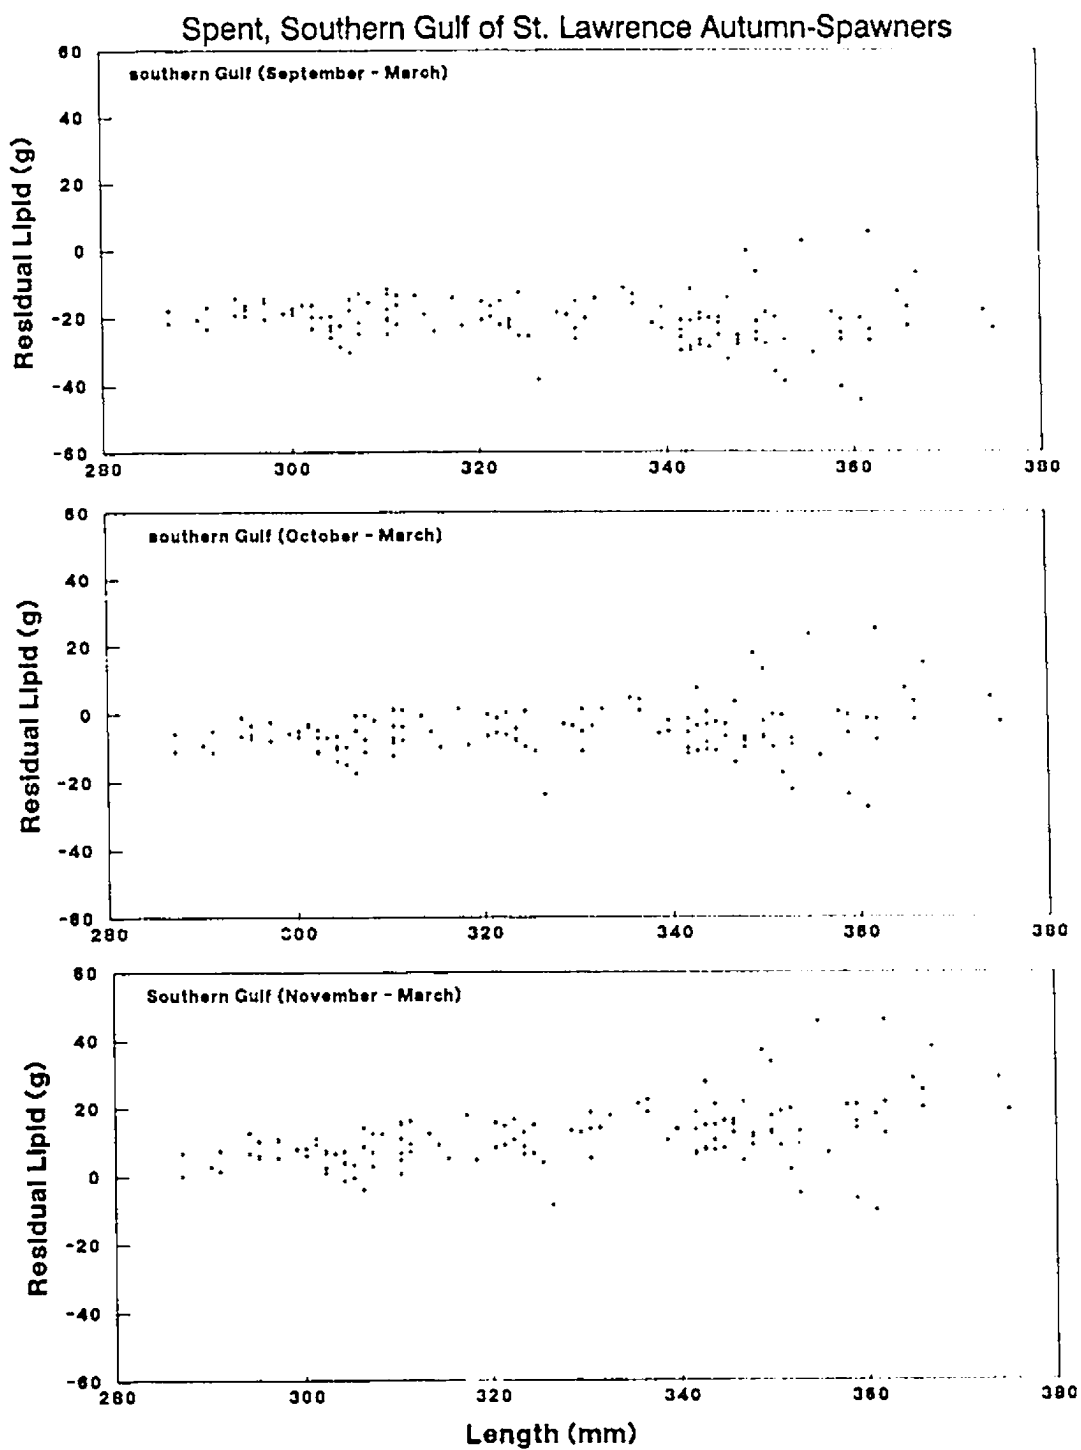 Spent, Southern Gulf of St. Lawrence Autumn-Spawners
60
southern Gulf (September - March)
40
20
0
-20
-40
-60
280 300 320 340 360 380
Residual Lipid (g)
60
southern Gulf (October - March)
40
20
0
-20
-40
-60
280 300 320 340 360 380
Residual Lipid (g)
60
Southern Gulf (November - March)
40
20
0
-20
-40
-60
280 300 320 340 360 380
Residual Lipid (g)
Length (mm)